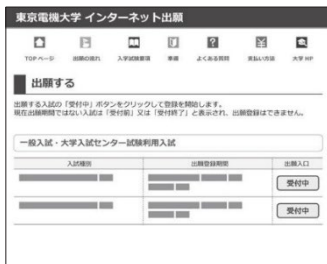 東京電機大学 インターネット出願
TOPページ 出願の流れ 入学試験要項 準備 よくある質問 支払い方法 大学HP
出願する
出願する入試の「受付中」ボタンをクリックして登録を開始します。
現在出願期間ではない入試は「受付前」又は「受付終了」と表示され、出願登録はできません。
一般入試・大学入試センター試験利用入試
入試種別 出願登録期間 出願入口
受付中
受付中